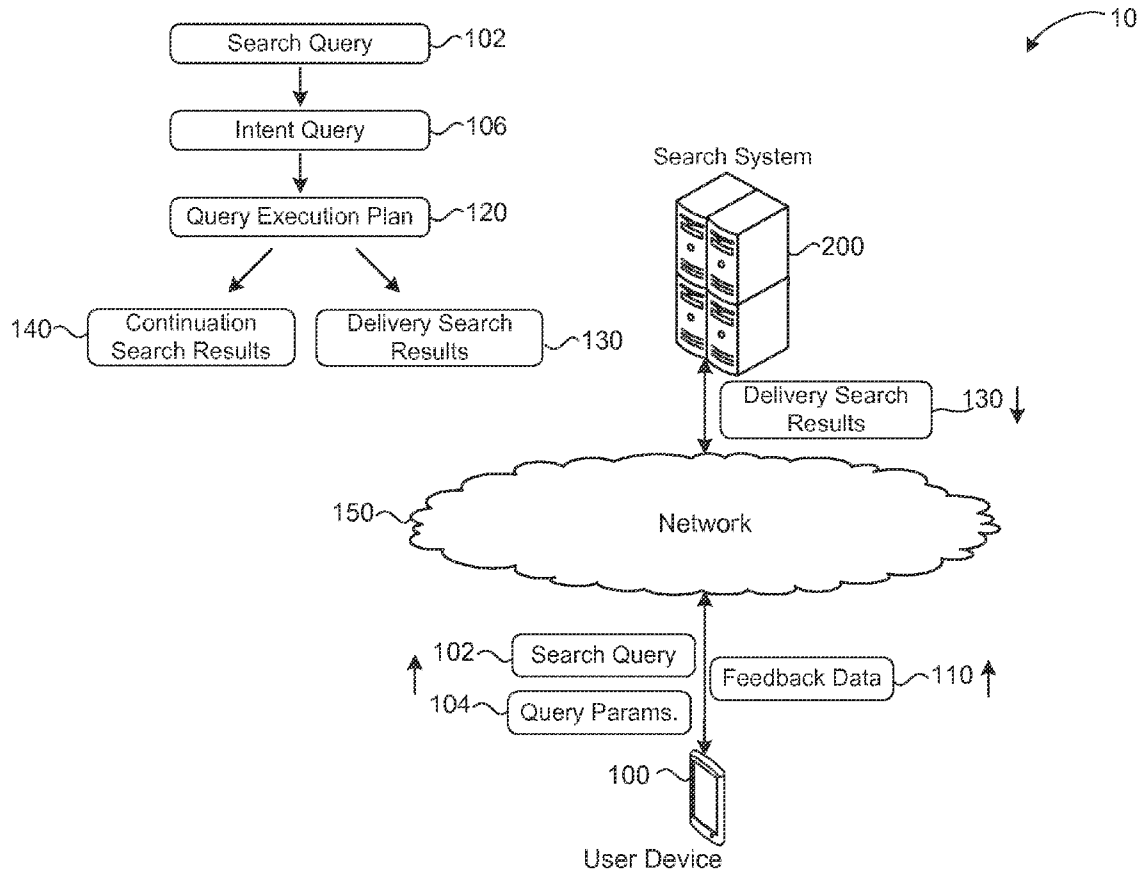 10
Search Query
102
Intent Query
106
Search System
Query Execution Plan
120
200
140
Continuation
Search Results
Delivery Search
Results
130
Delivery Search
Results
130
150
Network
102
Search Query
Feedback Data
110
104
Query Params.
100
User Device